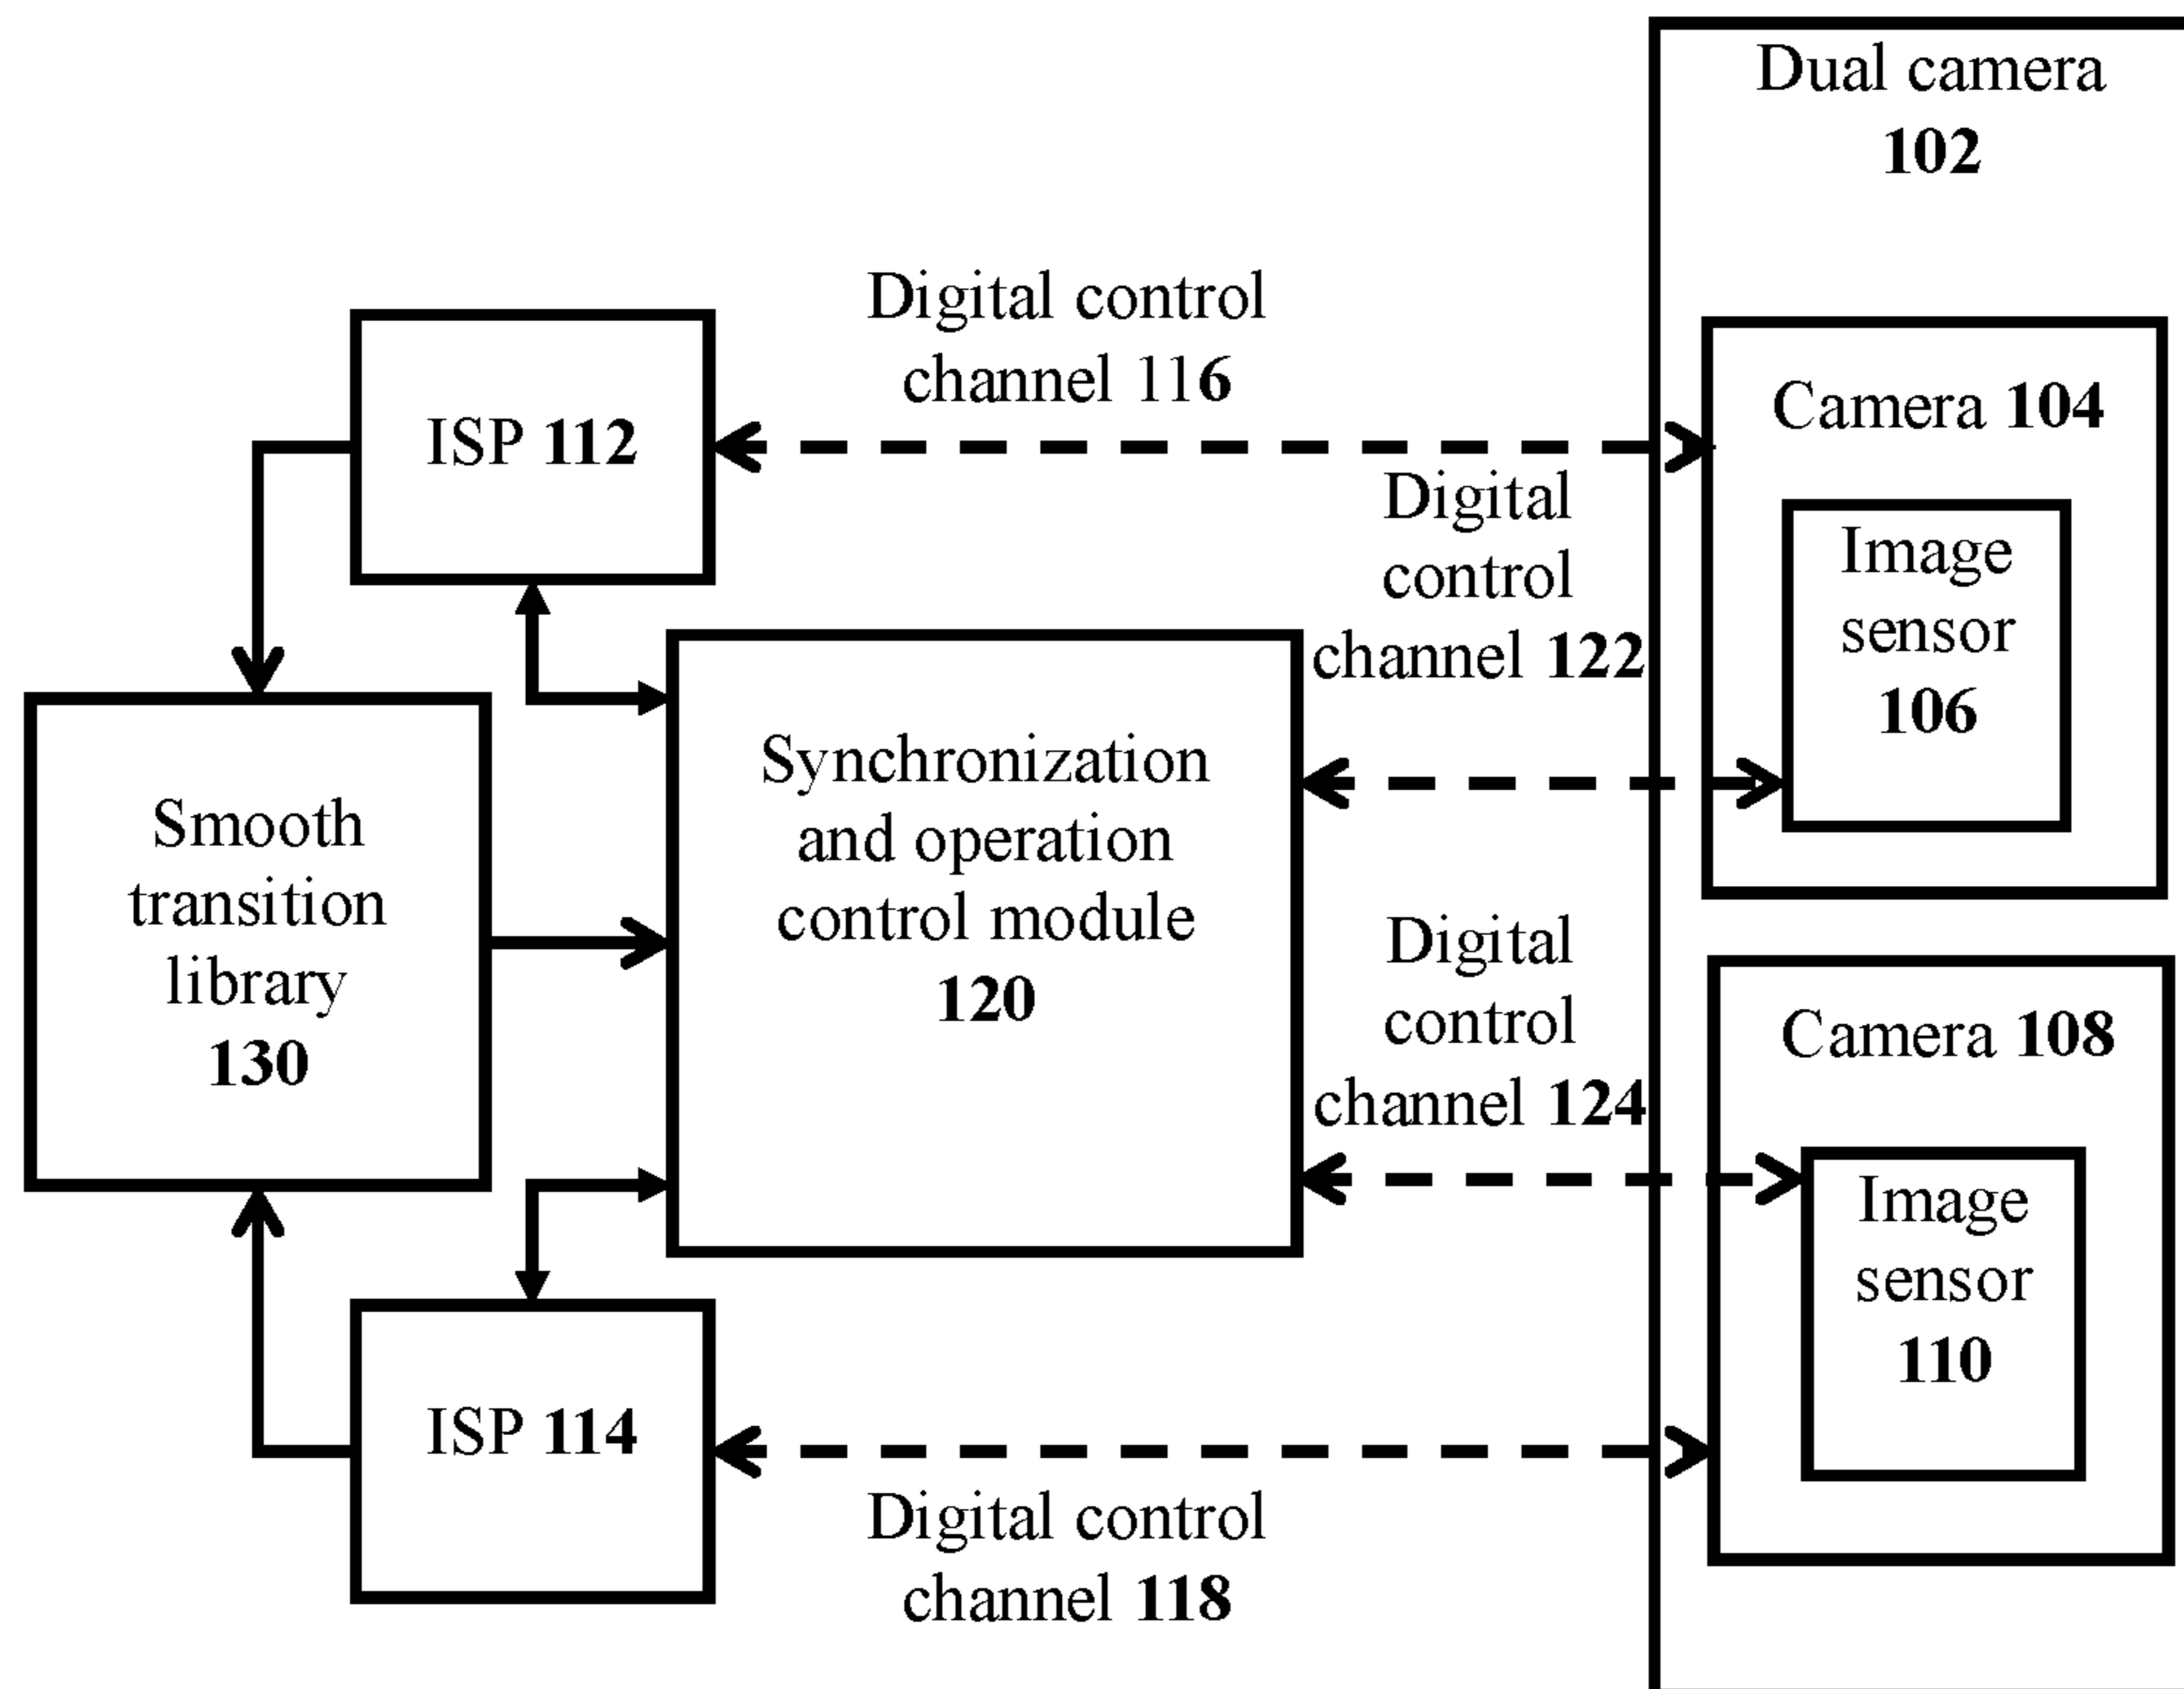 Dual camera
102
Digital control
channel 116
ISP 112
Camera 104
Digital
control
channel 122
Image
sensor
106
Synchronization
and operation
control module
120
Smooth
transition
library
130
Digital
control
channel 124
Camera 108
Image
sensor
110
ISP 114
Digital control
channel 118